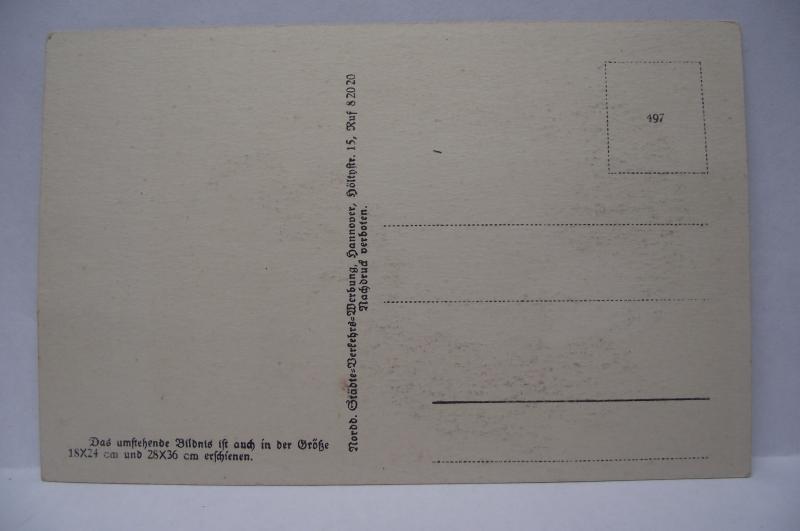 Das umstehende Bildnis ist auch in der Größe
18X24 cm und 28X36 cm erschienen.
Nordd. Städte=Verkehrs=Werbung, Hannover, Höltystr. 15, Ruf 8 20 20
Nachdruck verboten.
497